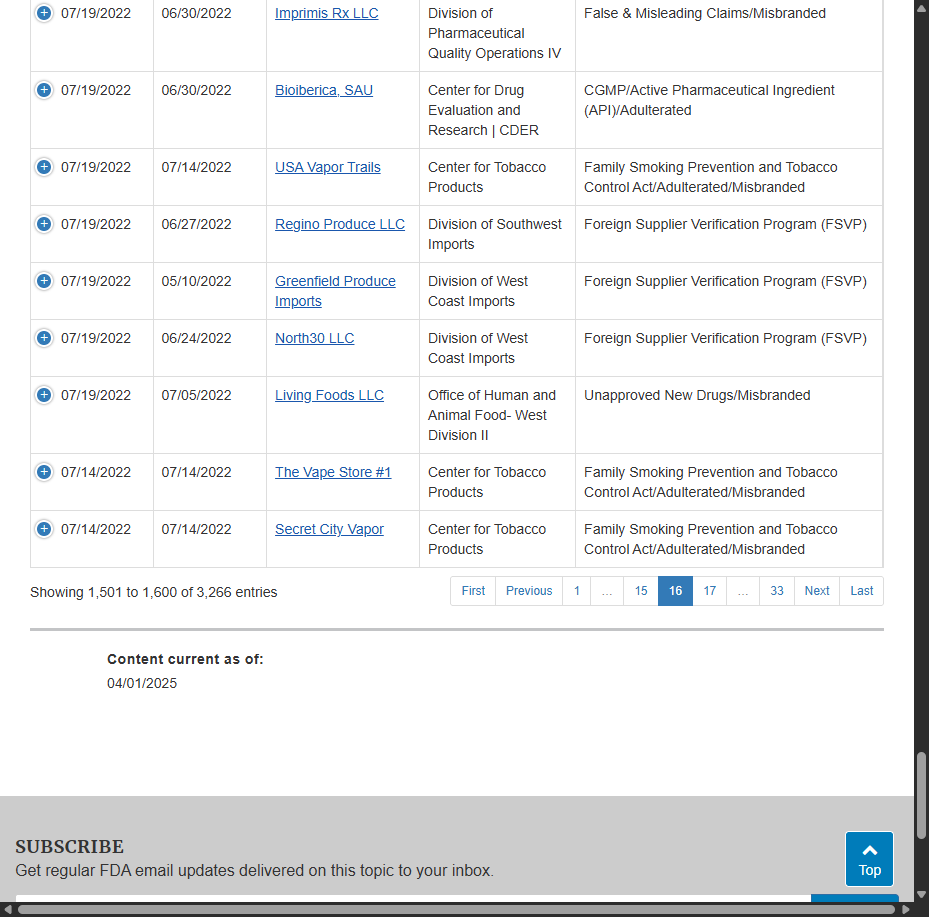 07/19/2022 06/30/2022 Imprimis Rx LLC Division of False & Misleading Claims/Misbranded
Pharmaceutical
Quality Operations IV
07/19/2022 06/30/2022 Bioiberica, SAU Center for Drug CGMP/Active Pharmaceutical Ingredient
Evaluation and (API)/Adulterated
Research | CDER
07/19/2022 07/14/2022 USA Vapor Trails Center for Tobacco Family Smoking Prevention and Tobacco
Products Control Act/Adulterated/Misbranded
07/19/2022 06/27/2022 Regino Produce LLC Division of Southwest Foreign Supplier Verification Program (FSVP)
Imports
07/19/2022 05/10/2022 Greenfield Produce Division of West Foreign Supplier Verification Program (FSVP)
Imports Coast Imports
07/19/2022 06/24/2022 North30 LLC Division of West Foreign Supplier Verification Program (FSVP)
Coast Imports
07/19/2022 07/05/2022 Living Foods LLC Office of Human and Unapproved New Drugs/Misbranded
Animal Food- West
Division II
07/14/2022 07/14/2022 The Vape Store #1 Center for Tobacco Family Smoking Prevention and Tobacco
Products Control Act/Adulterated/Misbranded
07/14/2022 07/14/2022 Secret City Vapor Center for Tobacco Family Smoking Prevention and Tobacco
Products Control Act/Adulterated/Misbranded
Showing 1,501 to 1,600 of 3,266 entries First Previous 1 ... 15 16 17 ... 33 Next Last
Content current as of:
04/01/2025
SUBSCRIBE
Get regular FDA email updates delivered on this topic to your inbox.
Top